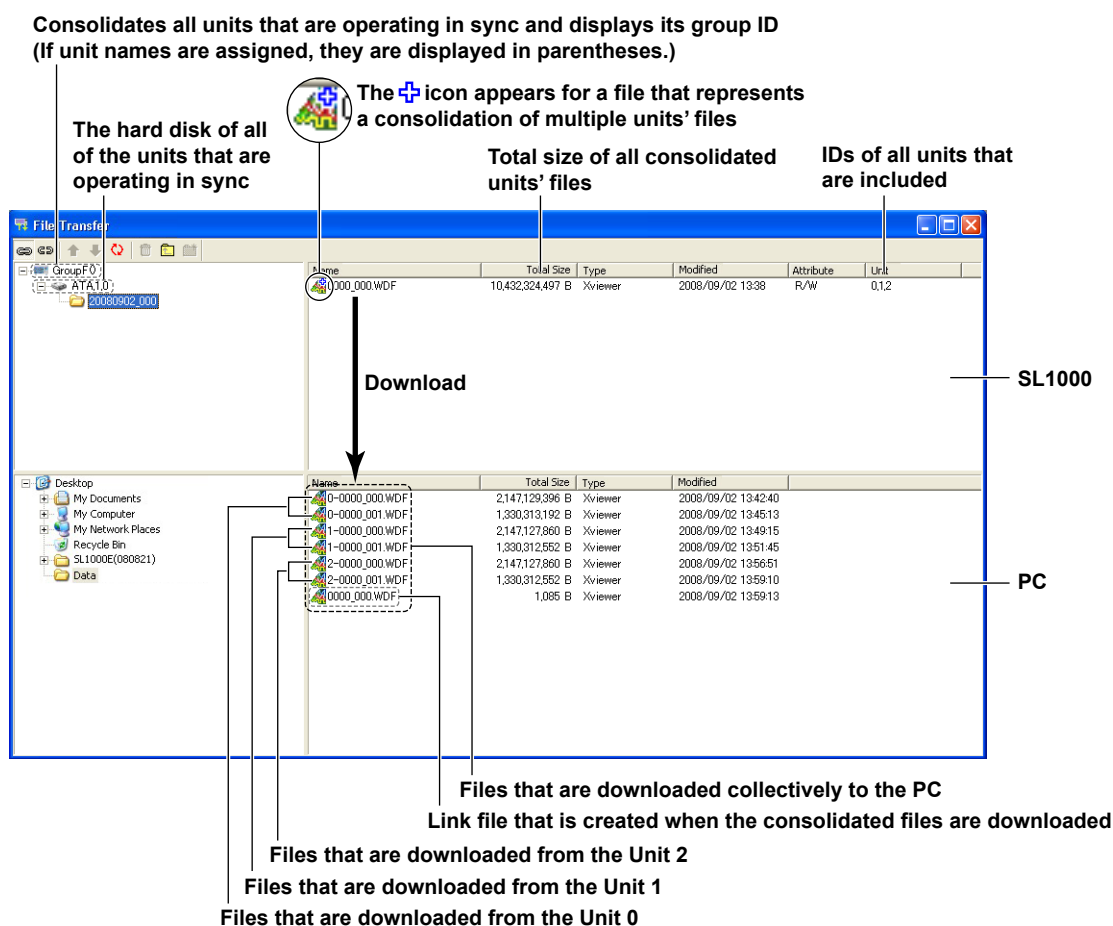 Consolidates all units that are operating in sync and displays its group ID
(If unit names are assigned, they are displayed in parentheses.)
The icon appears for a file that represents
a consolidation of multiple units' files
The hard disk of all
of the units that are
operating in sync
Total size of all consolidated
units' files
IDs of all units that
are included
File Transfer
GroupF0
ATA1,0
20080902_000
Name Total Size Type Modified Attribute Unit
0000_000.WDF 10,432,324,497 B Xviewer 2008/09/02 13:38 R/W 0,1,2
Download
SL1000
Desktop
My Documents
My Computer
My Network Places
Recycle Bin
SL1000E(080821)
Data
Name Total Size Type Modified
0-0000_000.WDF 2,147,129,396 B Xviewer 2008/09/02 13:42:40
0-0000_001.WDF 1,330,313,192 B Xviewer 2008/09/02 13:45:13
1-0000_000.WDF 2,147,127,860 B Xviewer 2008/09/02 13:49:15
1-0000_001.WDF 1,330,312,552 B Xviewer 2008/09/02 13:51:45
2-0000_000.WDF 2,147,127,860 B Xviewer 2008/09/02 13:56:51
2-0000_001.WDF 1,330,312,552 B Xviewer 2008/09/02 13:59:10
0000_000.WDF 1,085 B Xviewer 2008/09/02 13:59:13
PC
Files that are downloaded collectively to the PC
Link file that is created when the consolidated files are downloaded
Files that are downloaded from the Unit 2
Files that are downloaded from the Unit 1
Files that are downloaded from the Unit 0